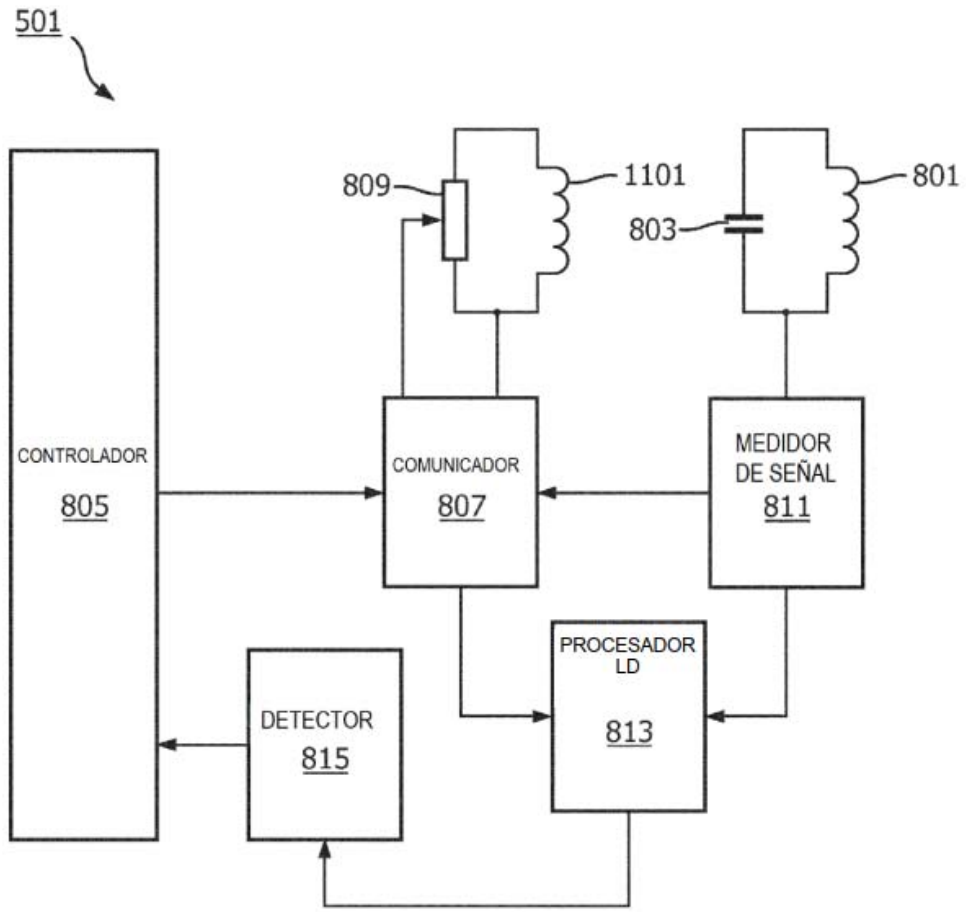 501
809
1101
803
801
CONTROLADOR
805
COMUNICADOR
807
MEDIDOR
DE SEÑAL
811
PROCESADOR
LD
813
DETECTOR
815